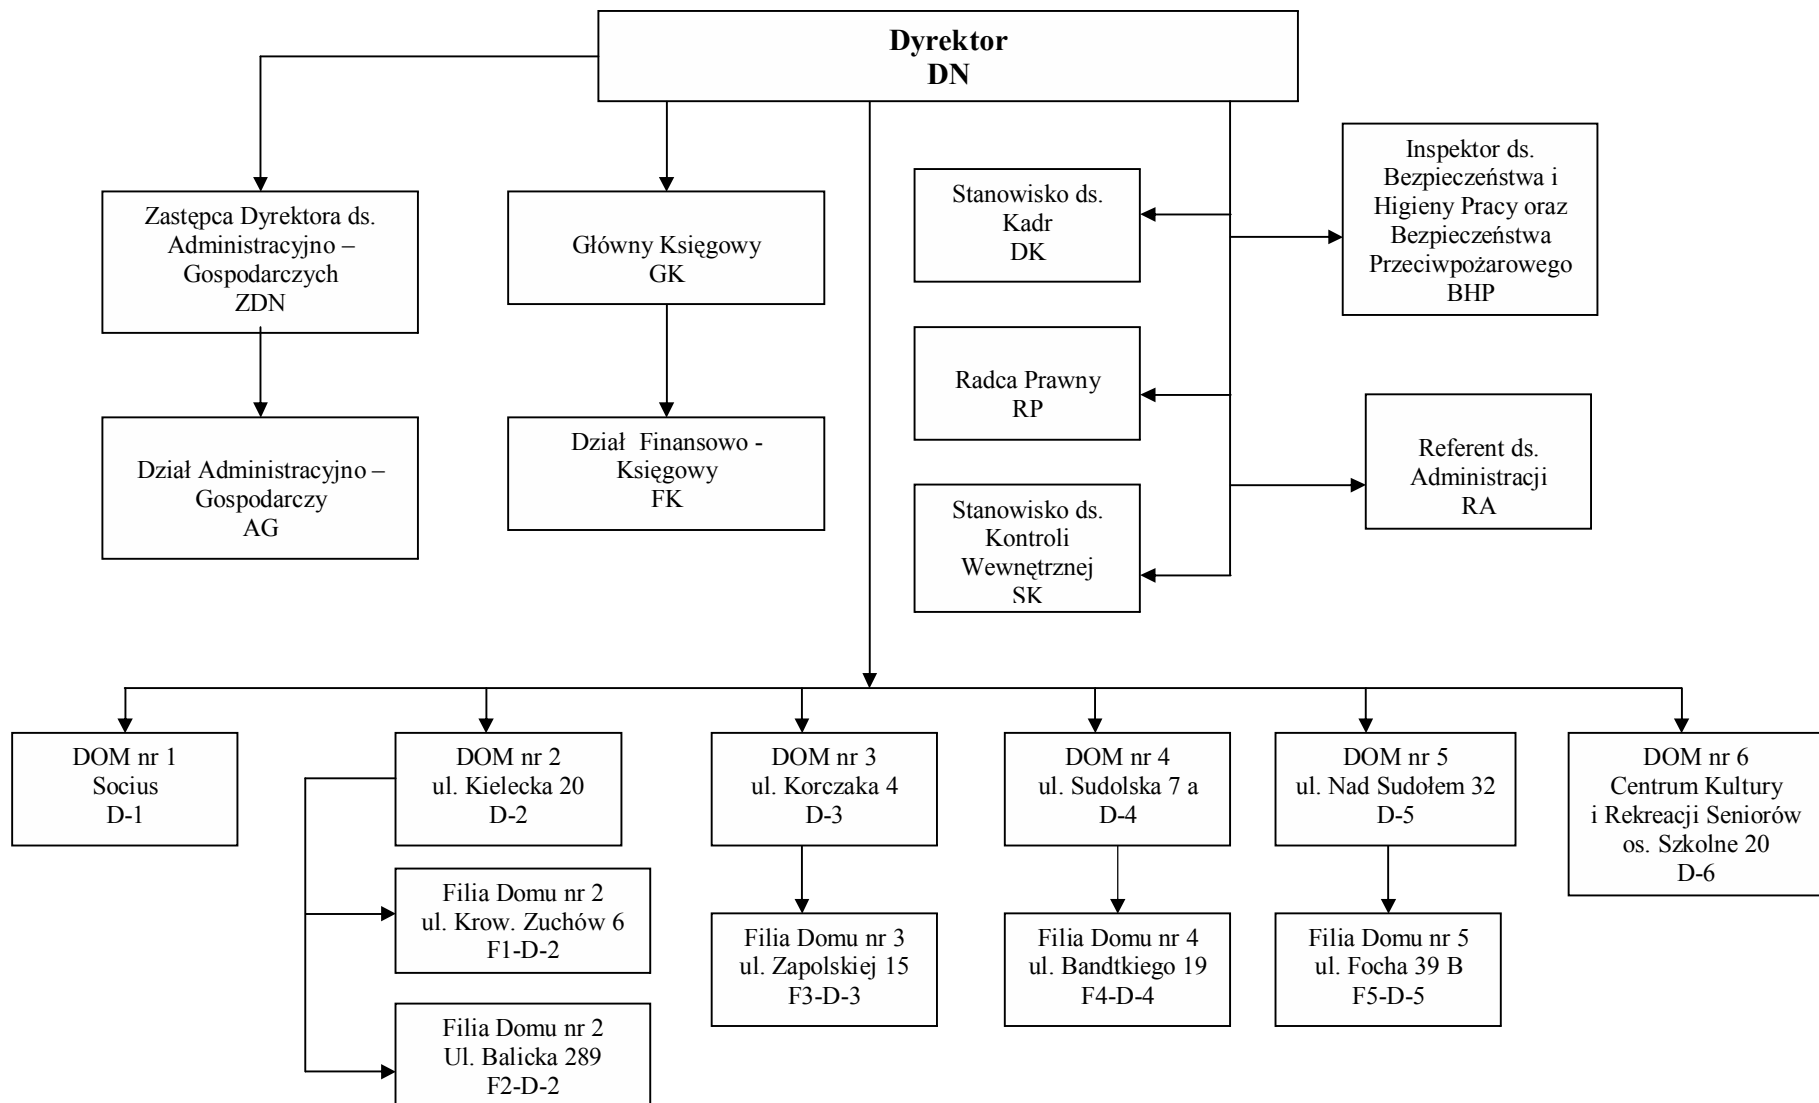 Dyrektor
DN
Zastępca Dyrektora ds.
Administracyjno –
Gospodarczych
ZDN
Główny Księgowy
GK
Stanowisko ds.
Kadr
DK
Inspektor ds.
Bezpieczeństwa i
Higieny Pracy oraz
Bezpieczeństwa
Przeciwpożarowego
BHP
Radca Prawny
RP
Dział Administracyjno –
Gospodarczy
AG
Dział Finansowo -
Księgowy
FK
Stanowisko ds.
Kontroli
Wewnętrznej
SK
Referent ds.
Administracji
RA
DOM nr 1
Socius
D-1
DOM nr 2
ul. Kielecka 20
D-2
DOM nr 3
ul. Korczaka 4
D-3
DOM nr 4
ul. Sudolska 7 a
D-4
DOM nr 5
ul. Nad Sudołem 32
D-5
DOM nr 6
Centrum Kultury
i Rekreacji Seniorów
os. Szkolne 20
D-6
Filia Domu nr 2
ul. Krow. Zuchów 6
F1-D-2
Filia Domu nr 3
ul. Zapolskiej 15
F3-D-3
Filia Domu nr 4
ul. Bandtkiego 19
F4-D-4
Filia Domu nr 5
ul. Focha 39 B
F5-D-5
Filia Domu nr 2
Ul. Balicka 289
F2-D-2